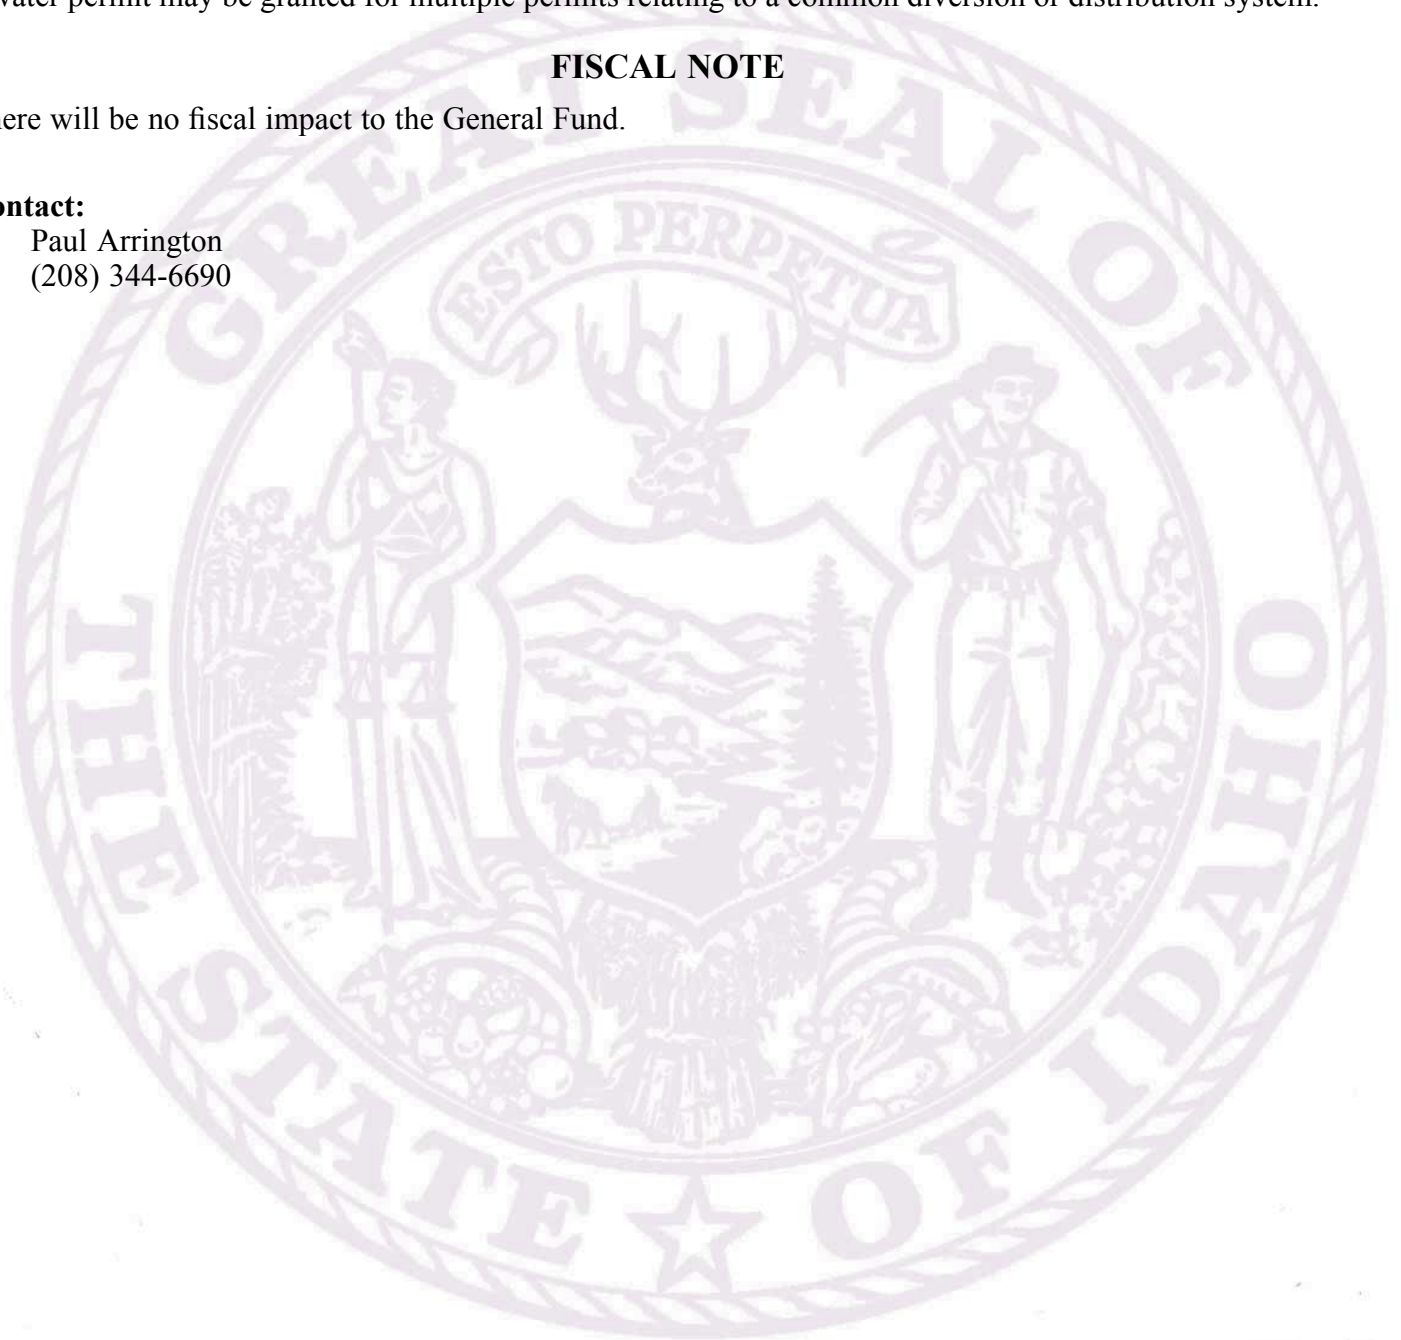 water permit may be granted for multiple permits relating to a common diversion or distribution system.
FISCAL NOTE
here will be no fiscal impact to the General Fund.
ontact:
Paul Arrington
(208) 344-6690
GREAT SEAL OF
THE STATE ★ OF IDAHO
ESTO PERPETUA